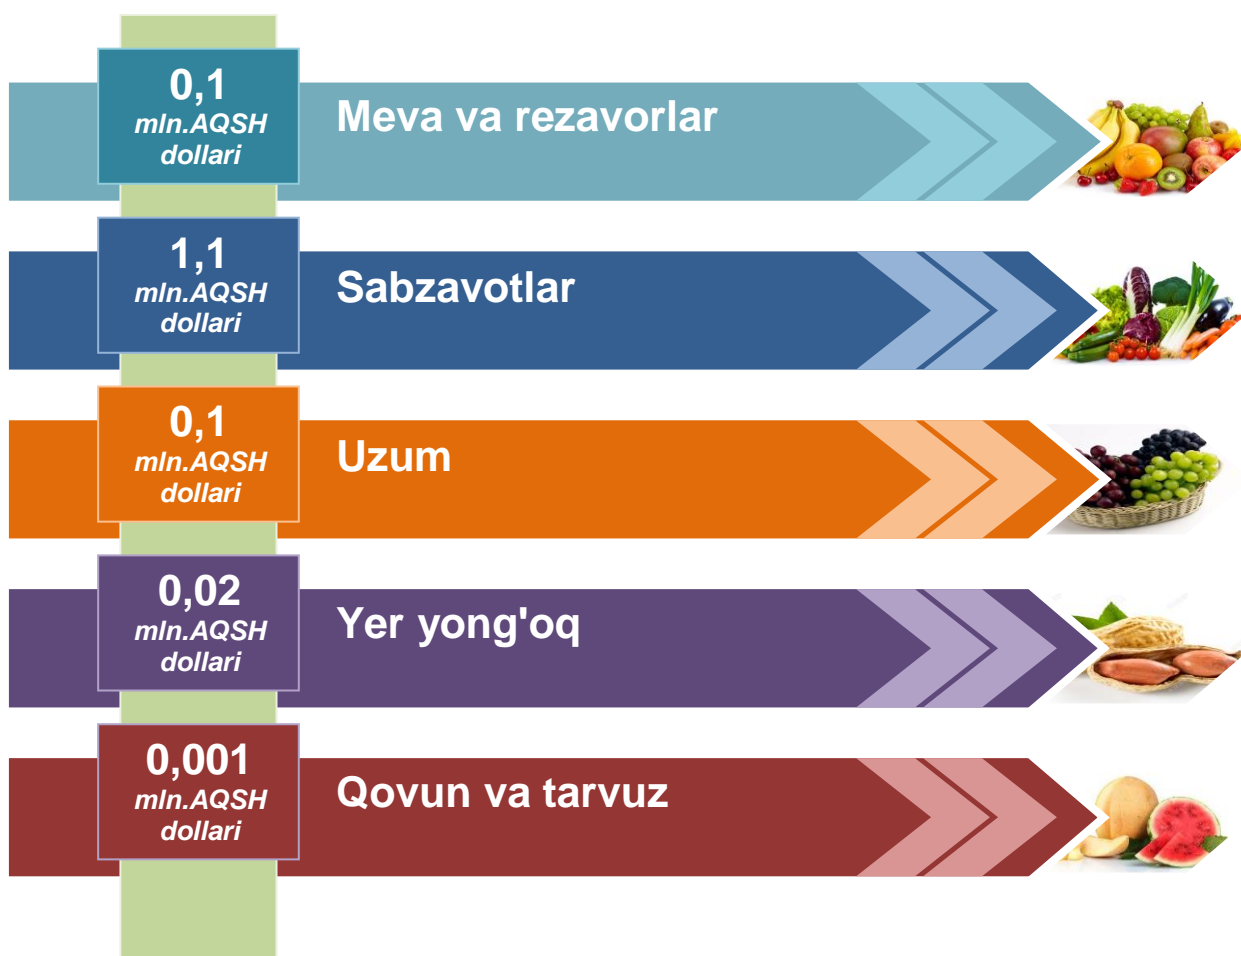 0,1
mln.AQSH
dollari
Meva va rezavorlar
1,1
mln.AQSH
dollari
Sabzavotlar
0,1
mln.AQSH
dollari
Uzum
0,02
mln.AQSH
dollari
Yer yong'oq
0,001
mln.AQSH
dollari
Qovun va tarvuz